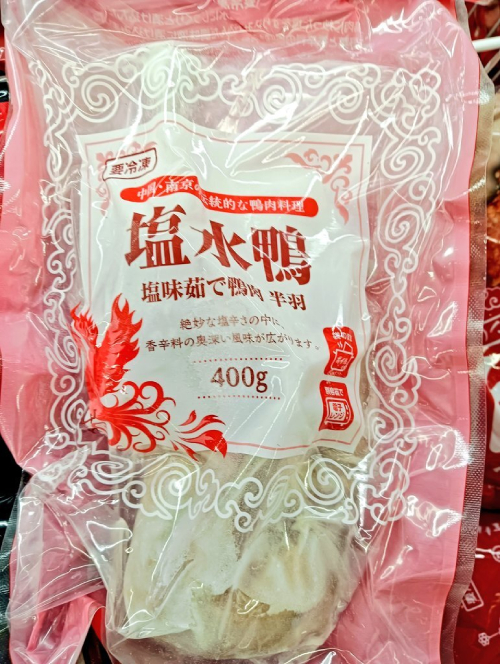 要冷凍
中国・南京の伝統的な鴨肉料理
塩水鴨
塩味茹で鴨肉 半羽
絶妙な塩辛さの中に、
香辛料の奥深い風味が広がります。
400g